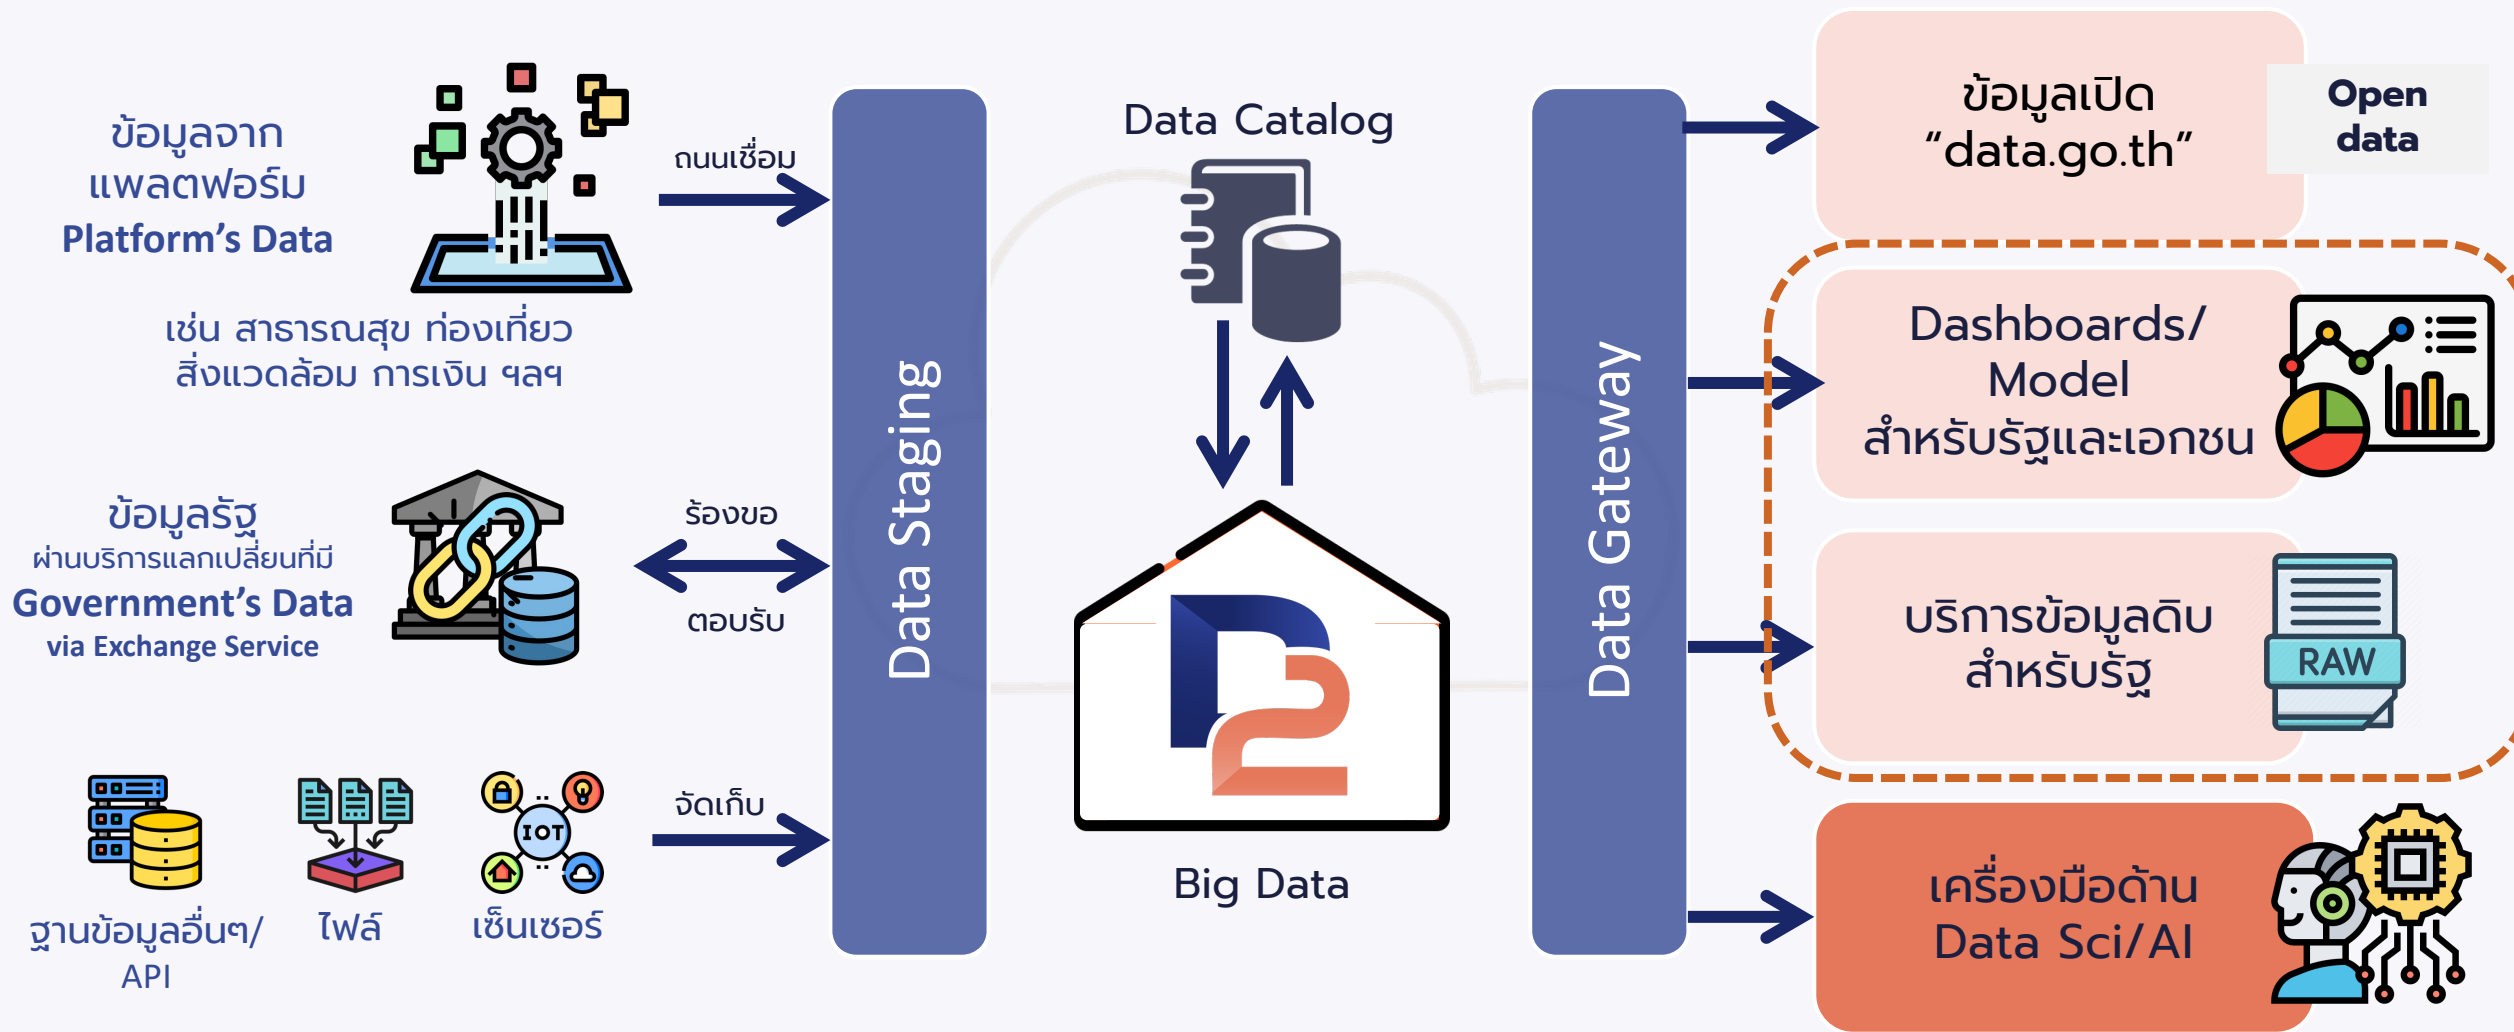 ข้อมูลจาก
แพลตฟอร์ม
Platform’s Data
เช่น สาธารณสุข ท่องเที่ยว
สิ่งแวดล้อม การเงิน ฯลฯ
ถนนเชื่อม
ข้อมูลรัฐ
ผ่านบริการแลกเปลี่ยนที่มี
Government’s Data
via Exchange Service
ร้องขอ
ตอบรับ
IOT
จัดเก็บ
ฐานข้อมูลอื่นๆ/
API
ไฟล์
เซ็นเซอร์
Data Staging
Data Catalog
Big Data
Data Gateway
ข้อมูลเปิด
“data.go.th”
Open
data
Dashboards/
Model
สำหรับรัฐและเอกชน
บริการข้อมูลดิบ
สำหรับรัฐ
RAW
เครื่องมือด้าน
Data Sci/AI